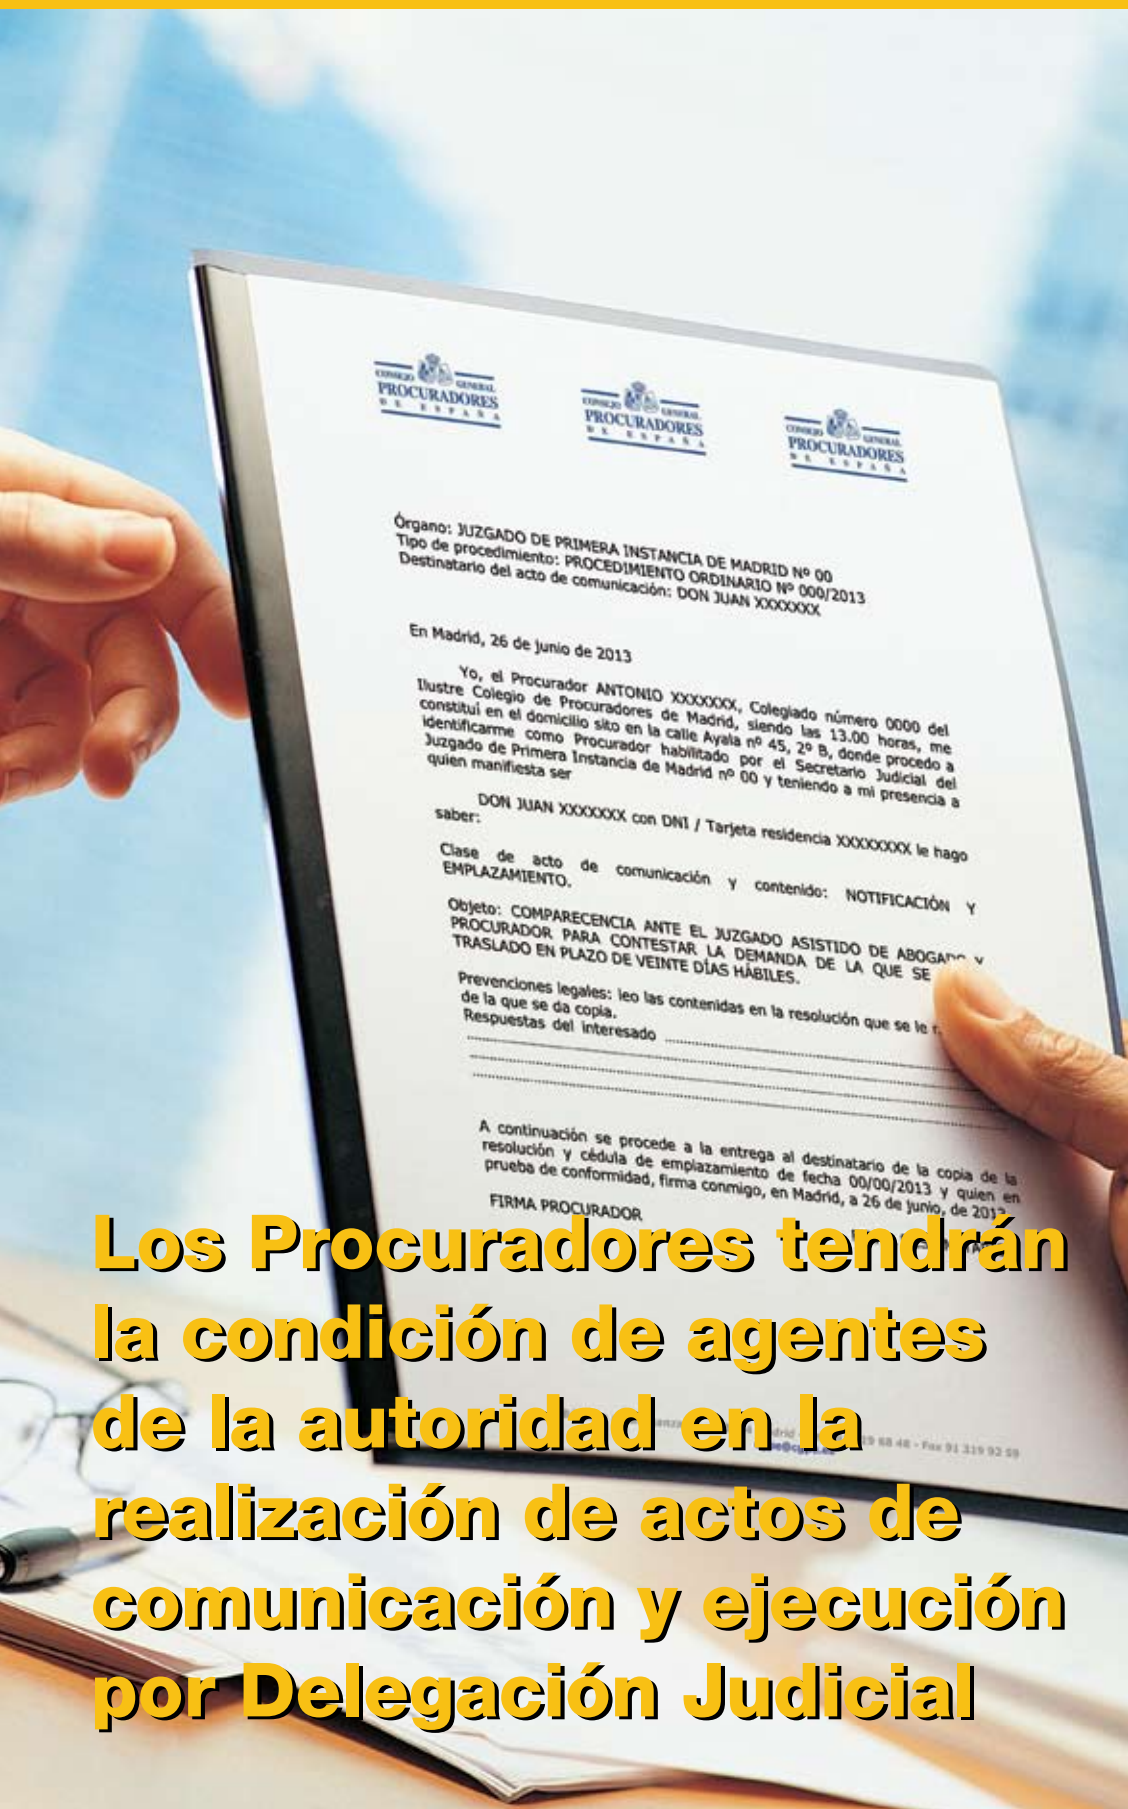 CONSEJO GENERAL
PROCURADORES
DE ESPAÑA
CONSEJO GENERAL
PROCURADORES
DE ESPAÑA
CONSEJO GENERAL
PROCURADORES
DE ESPAÑA
Órgano: JUZGADO DE PRIMERA INSTANCIA DE MADRID Nº 00
Tipo de procedimiento: PROCEDIMIENTO ORDINARIO Nº 000/2013
Destinatario del acto de comunicación: DON JUAN XXXXXXX
En Madrid, 26 de junio de 2013
Yo, el Procurador ANTONIO XXXXXXX, Colegiado número 0000 del
Ilustre Colegio de Procuradores de Madrid, siendo las 13.00 horas, me
constituí en el domicilio sito en la calle Ayala nº 45, 2º B, donde procedo a
identificarme como Procurador habilitado por el Secretario Judicial del
Juzgado de Primera Instancia de Madrid nº 00 y teniendo a mi presencia a
quien manifiesta ser
DON JUAN XXXXXXX con DNI / Tarjeta residencia XXXXXXXX le hago
saber:
Clase de acto de comunicación y contenido: NOTIFICACIÓN Y
EMPLAZAMIENTO.
Objeto: COMPARECENCIA ANTE EL JUZGADO ASISTIDO DE ABOGADO Y
PROCURADOR PARA CONTESTAR LA DEMANDA DE LA QUE SE
TRASLADO EN PLAZO DE VEINTE DÍAS HÁBILES.
Prevenciones legales: leo las contenidas en la resolución que se le
de la que se da copia.
Respuestas del interesado
A continuación se procede a la entrega al destinatario de la copia de la
resolución y cédula de emplazamiento de fecha 00/00/2013 y quien en
prueba de conformidad, firma conmigo, en Madrid, a 26 de junio, de 2013
FIRMA PROCURADOR
Los Procuradores tendrán
la condición de agentes
de la autoridad en la
68 48 - Fax 91 319 92 59
realización de actos de
comunicación y ejecución
por Delegación Judicial